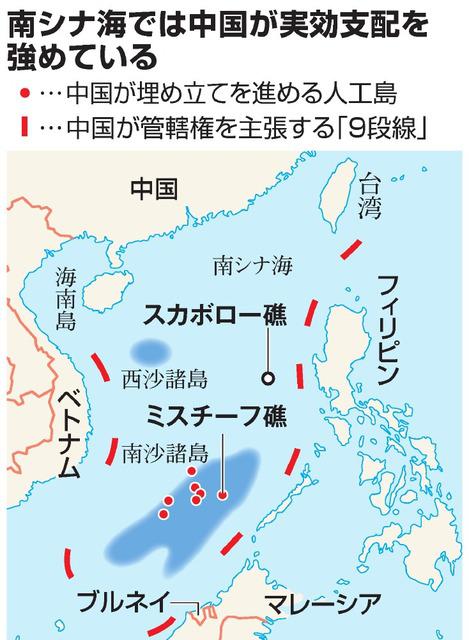 南シナ海では中国が実効支配を
強めている
●…中国が埋め立てを進める人工島
❙…中国が管轄権を主張する「9段線」
中国
台湾
南シナ海
海南島
スカボロー礁
フィリピン
西沙諸島
ベトナム
ミスチーフ礁
南沙諸島
ブルネイ
マレーシア